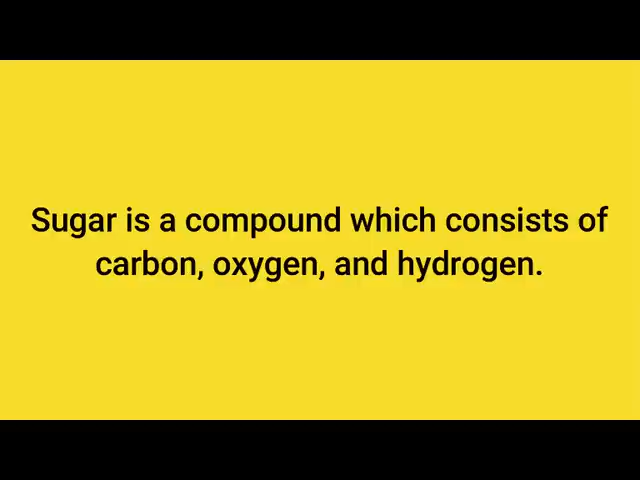 Sugar is a compound which consists of
carbon, oxygen, and hydrogen.